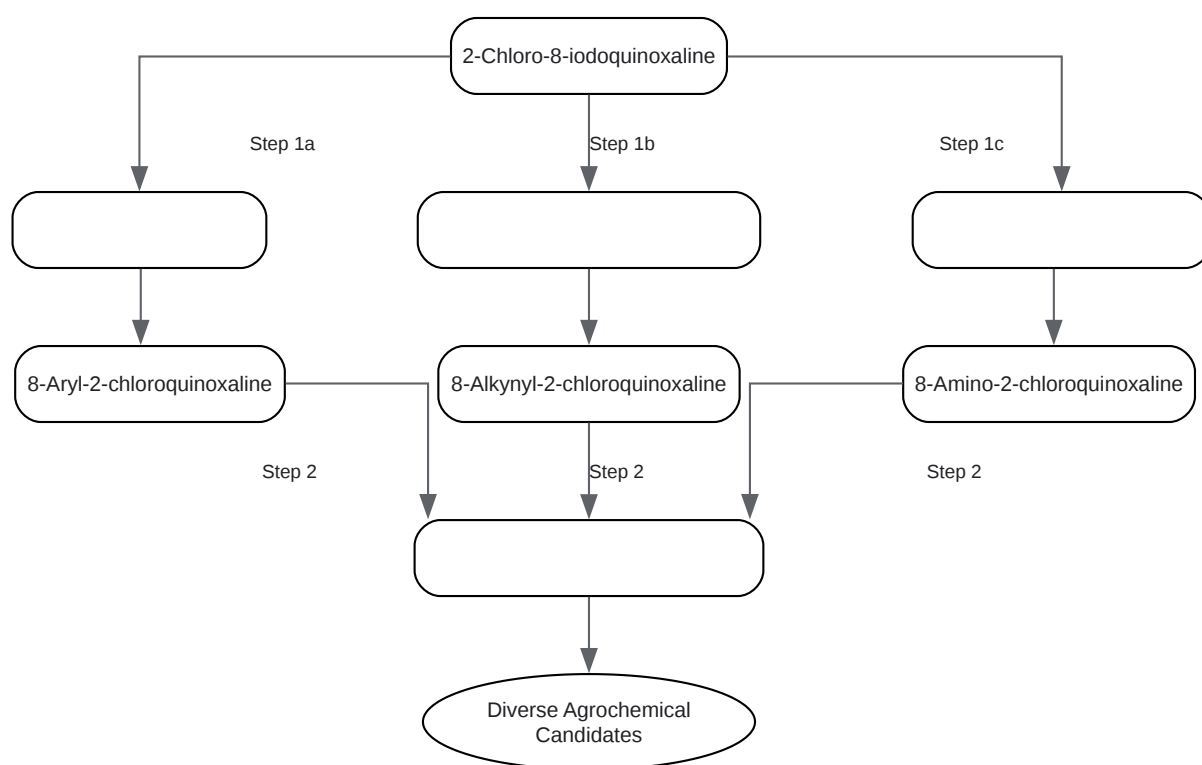 2-Chloro-8-iodoquinoxaline
Step 1a
Step 1b
Step 1c
8-Aryl-2-chloroquinoxaline
8-Alkynyl-2-chloroquinoxaline
8-Amino-2-chloroquinoxaline
Step 2
Step 2
Step 2
Diverse Agrochemical
Candidates